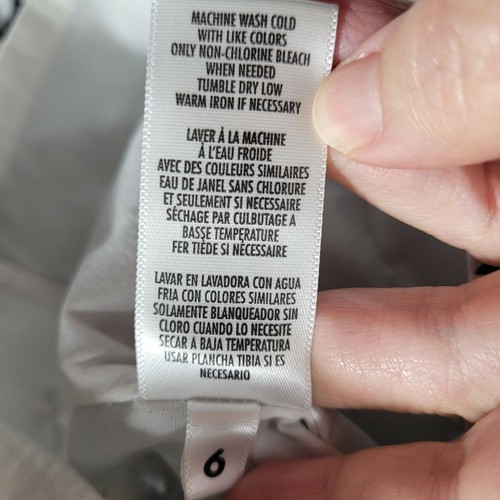 MACHINE WASH COLD
WITH LIKE COLORS
ONLY NON-CHLORINE BLEACH
WHEN NEEDED
TUMBLE DRY LOW
WARM IRON IF NECESSARY
LAVER À LA MACHINE
À L'EAU FROIDE
AVEC DES COULEURS SIMILAIRES
EAU DE JANEL SANS CHLORURE
ET SEULEMENT SI NECESSAIRE
SÉCHAGE PAR CULBUTAGE A
BASSE TEMPERATURE
FER TIÈDE SI NÉCESSAIRE
LAVAR EN LAVADORA CON AGUA
FRIA CON COLORES SIMILARES
SOLAMENTE BLANQUEADOR SIN
CLORO CUANDO LO NECESITE
SECAR A BAJA TEMPERATURA
USAR PLANCHA TIBIA SI ES
NECESARIO
6